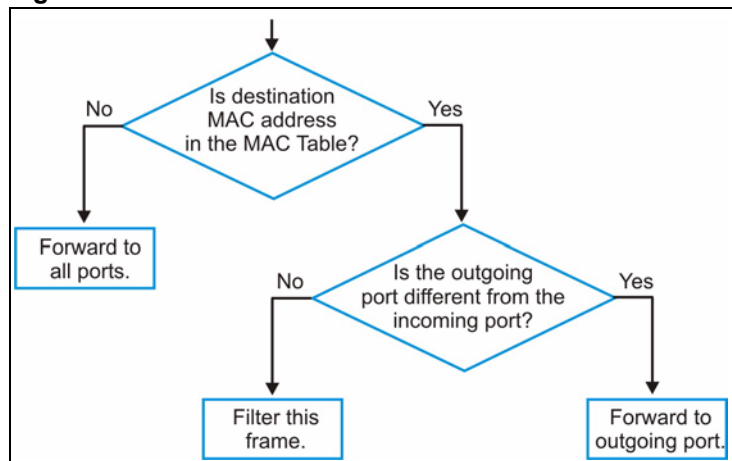 No
Is destination
MAC address
in the MAC Table?
Yes
Forward to
all ports.
No
Is the outgoing
port different from the
incoming port?
Yes
Filter this
frame.
Forward to
outgoing port.